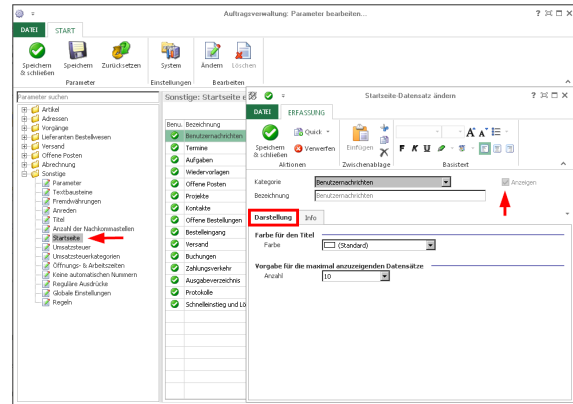 Auftragsverwaltung: Parameter bearbeiten...
DATEI START
Speichern & schließen
Speichern
Zurücksetzen
System
Ändern
Löschen
Parameter
Einstellungen
Bearbeiten
Parameter suchen
Artikel
Adressen
Vorgänge
Lieferanten Bestellwesen
Versand
Offene Posten
Abrechnung
Sonstige
Parameter
Textbausteine
Fremdwährungen
Anreden
Titel
Anzahl der Nachkommastellen
Startseite
Umsatzsteuer
Umsatzsteuerkategorien
Öffnungs- & Arbeitszeiten
Keine automatischen Nummern
Reguläre Ausdrücke
Globale Einstellungen
Regeln
Sonstige: Startseite
Benu. Bezeichnung
Benutzernachrichten
Termine
Aufgaben
Wiedervorlagen
Offene Posten
Projekte
Kontakte
Offene Bestellungen
Bestelleingang
Versand
Buchungen
Zahlungsverkehr
Ausgabeverzeichnis
Protokolle
Schnelleinstieg und Lö
Startseite-Datensatz ändern
DATEI ERFASSUNG
Speichern & schließen
Quick
Verwerfen
Einfügen
F K U
Aktionen
Zwischenablage
Basistext
Kategorie Benutzernachrichten
Anzeigen
Bezeichnung Benutzernachrichten
Darstellung Info
Farbe für den Titel
Farbe (Standard)
Vorgabe für die maximal anzuzeigenden Datensätze
Anzahl 10